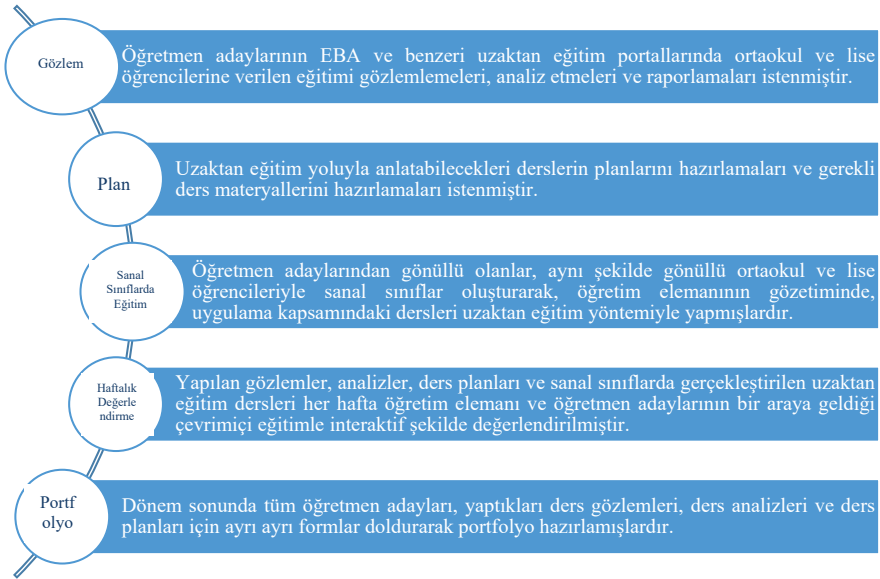 Gözlem
Öğretmen adaylarının EBA ve benzeri uzaktan eğitim portallarında ortaokul ve lise
öğrencilerine verilen eğitimi gözlemlemeleri, analiz etmeleri ve raporlamaları istenmiştir.
Plan
Uzaktan eğitim yoluyla anlatabilecekleri derslerin planlarını hazırlamaları ve gerekli
ders materyallerini hazırlamaları istenmiştir.
Sanal
Sınıflarda
Eğitim
Öğretmen adaylarından gönüllü olanlar, aynı şekilde gönüllü ortaokul ve lise
öğrencileriyle sanal sınıflar oluşturarak, öğretim elemanının gözetiminde,
uygulama kapsamındaki dersleri uzaktan eğitim yöntemiyle yapmışlardır.
Haftalık
Değerle
ndirme
Yapılan gözlemler, analizler, ders planları ve sanal sınıflarda gerçekleştirilen uzaktan
eğitim dersleri her hafta öğretim elemanı ve öğretmen adaylarının bir araya geldiği
çevrimiçi eğitimle interaktif şekilde değerlendirilmiştir.
Portf
olyo
Dönem sonunda tüm öğretmen adayları, yaptıkları ders gözlemleri, ders analizleri ve ders
planları için ayrı ayrı formlar doldurarak portfolyo hazırlamışlardır.